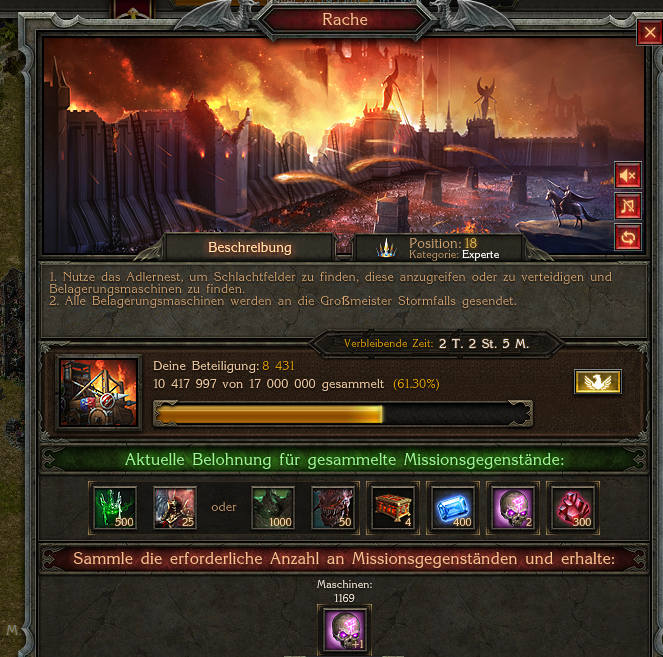 Rache
Beschreibung
Position: 18
Kategorie: Experte
1. Nutze das Adlernest, um Schlachtfelder zu finden, diese anzugreifen oder zu verteidigen und
Belagerungsmaschinen zu finden.
2. Alle Belagerungsmaschinen werden an die Großmeister Stormfalls gesendet.
Verbleibende Zeit: 2 T. 2 St. 5 M.
Deine Beteiligung: 8 431
10 417 997 von 17 000 000 gesammelt (61.30%)
Aktuelle Belohnung für gesammelte Missionsgegenstände:
500 25 oder 1000 50 4 400 2 300
Sammle die erforderliche Anzahl an Missionsgegenständen und erhalte:
Maschinen:
1169
M
+1